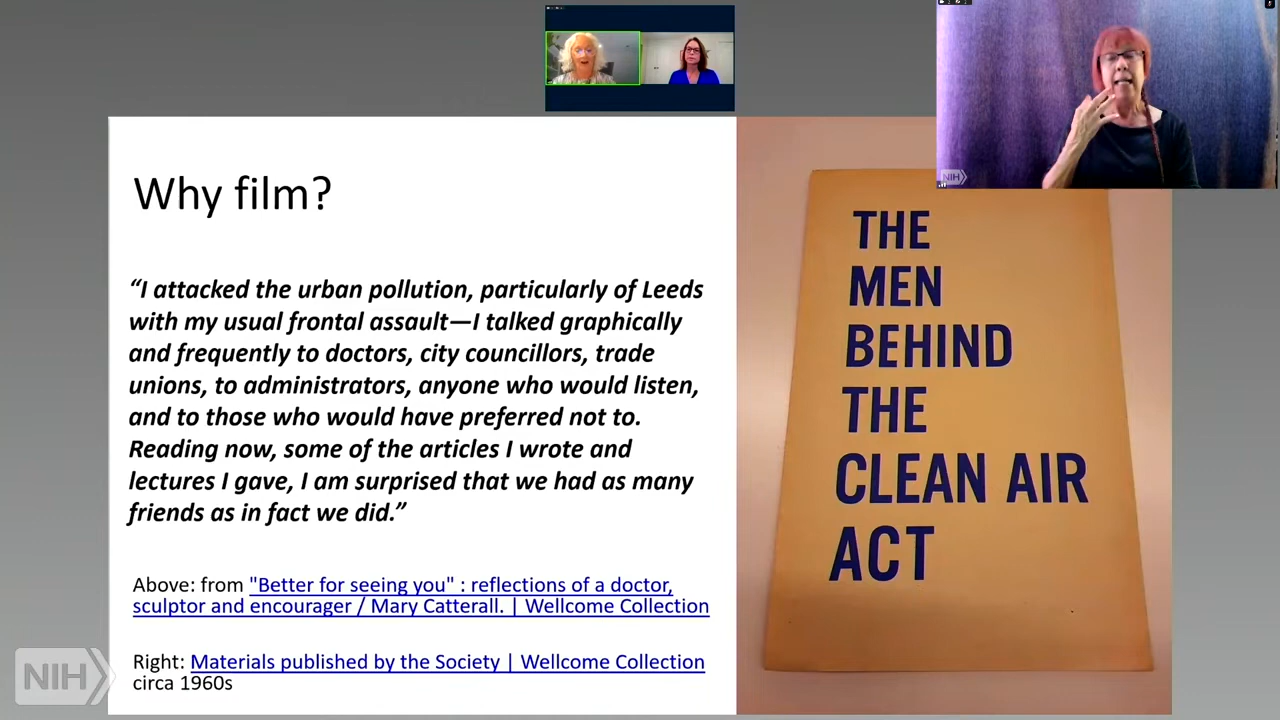 Why film?
“I attacked the urban pollution, particularly of Leeds
with my usual frontal assault—I talked graphically
and frequently to doctors, city councillors, trade
unions, to administrators, anyone who would listen,
and to those who would have preferred not to.
Reading now, some of the articles I wrote and
lectures I gave, I am surprised that we had as many
friends as in fact we did.”
Above: from "Better for seeing you" : reflections of a doctor,
sculptor and encourager / Mary Catterall. | Wellcome Collection
Right: Materials published by the Society | Wellcome Collection
circa 1960s
THE
MEN
BEHIND
THE
CLEAN AIR
ACT
NIH
NIH